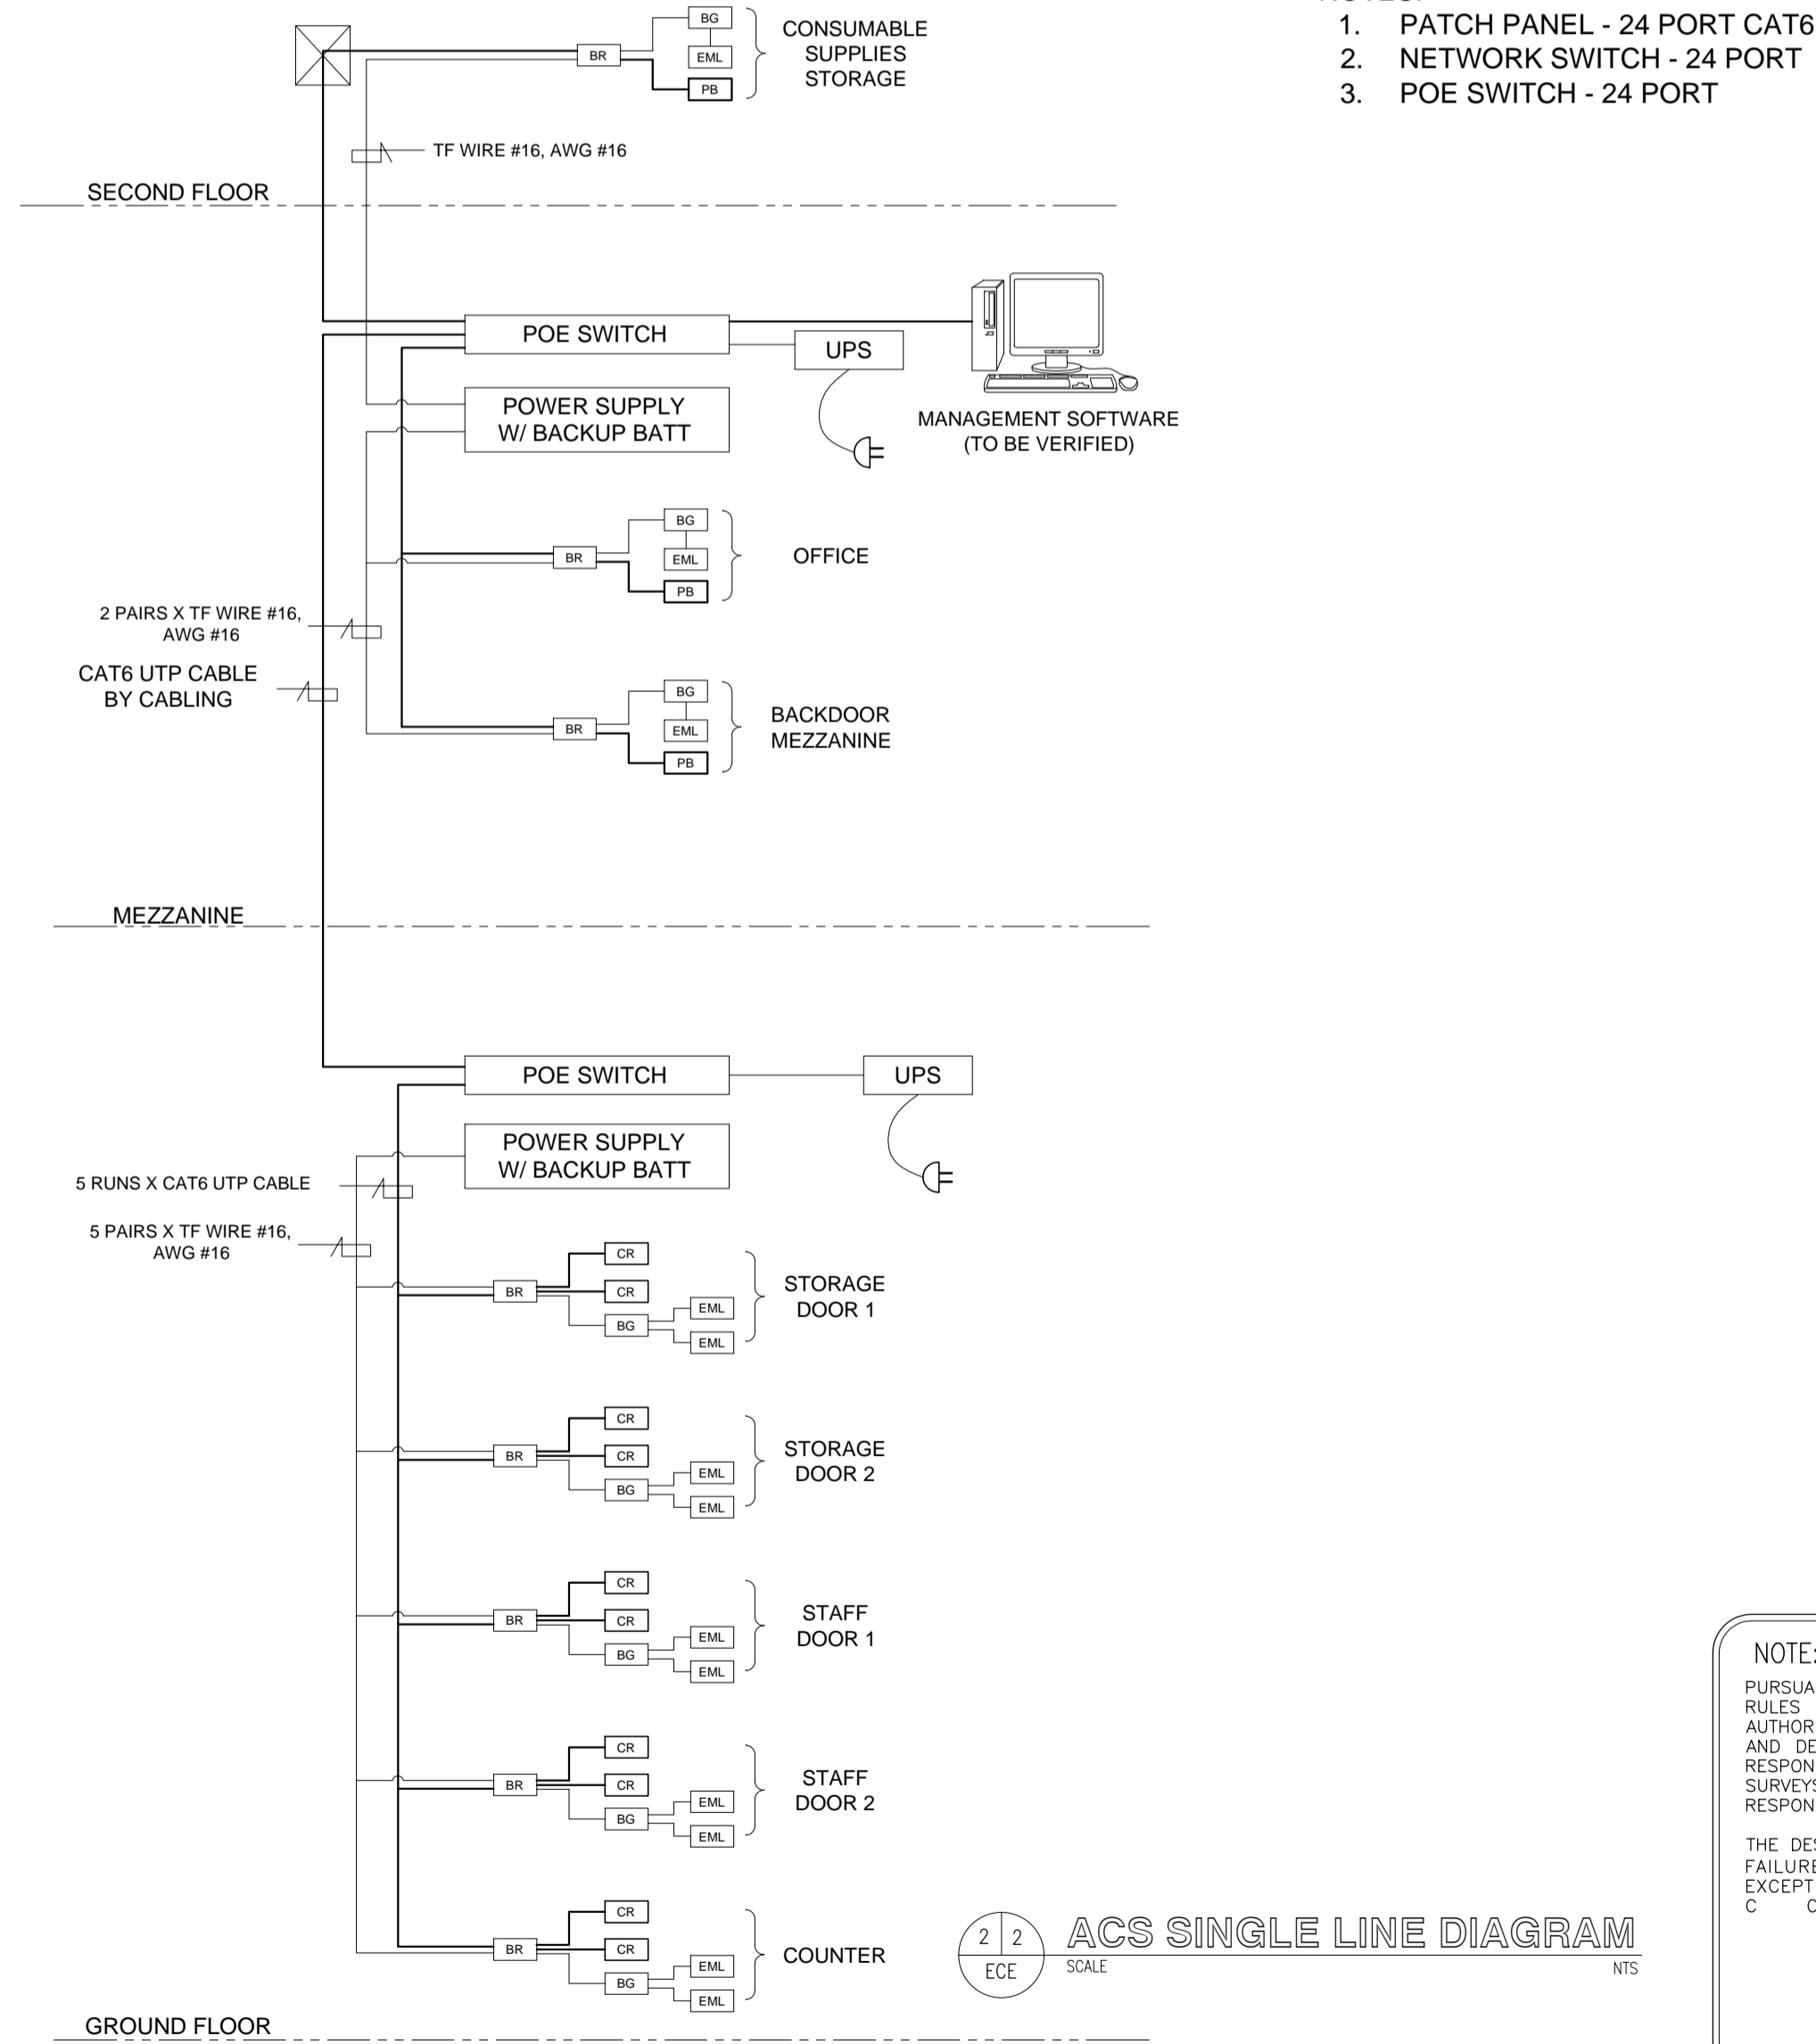 1. PATCH PANEL - 24 PORT CAT6
2. NETWORK SWITCH - 24 PORT
3. POE SWITCH - 24 PORT
BG
BR
EML
PB
CONSUMABLE
SUPPLIES
STORAGE
TF WIRE #16, AWG #16
SECOND FLOOR
POE SWITCH
UPS
POWER SUPPLY
W/ BACKUP BATT
MANAGEMENT SOFTWARE
(TO BE VERIFIED)
BG
BR
EML
PB
OFFICE
2 PAIRS X TF WIRE #16,
AWG #16
CAT6 UTP CABLE
BY CABLING
BG
BR
EML
PB
BACKDOOR
MEZZANINE
MEZZANINE
POE SWITCH
UPS
POWER SUPPLY
W/ BACKUP BATT
5 RUNS X CAT6 UTP CABLE
5 PAIRS X TF WIRE #16,
AWG #16
CR
BR
CR
EML
BG
EML
STORAGE
DOOR 1
CR
BR
CR
EML
BG
EML
STORAGE
DOOR 2
CR
BR
CR
EML
BG
EML
STAFF
DOOR 1
CR
BR
CR
EML
BG
EML
STAFF
DOOR 2
CR
BR
CR
EML
BG
EML
COUNTER
GROUND FLOOR
2 2
ECE
ACS SINGLE LINE DIAGRAM
SCALE NTS
NOTE:
PURSUA
RULES
AUTHOR
AND DE
RESPON
SURVEYS
RESPON
THE DES
FAILURE
EXCEPT
C